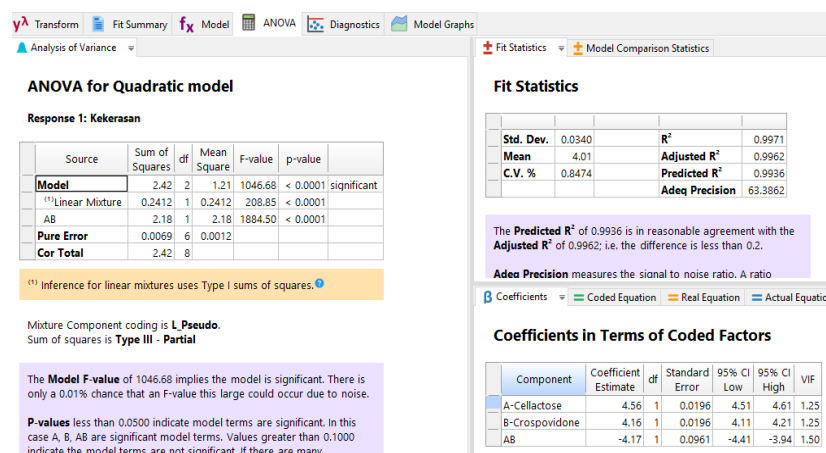 yλ Transform Fit Summary fx Model ANOVA Diagnostics Model Graphs
Analysis of Variance
ANOVA for Quadratic model
Response 1: Kekerasan
Source Sum of Squares df Mean Square F-value p-value
Model 2.42 2 1.21 1046.68 < 0.0001 significant
(1)Linear Mixture 0.2412 1 0.2412 208.85 < 0.0001
AB 2.18 1 2.18 1884.50 < 0.0001
Pure Error 0.0069 6 0.0012
Cor Total 2.42 8
(1) Inference for linear mixtures uses Type I sums of squares.
Mixture Component coding is L_Pseudo.
Sum of squares is Type III - Partial
The Model F-value of 1046.68 implies the model is significant. There is
only a 0.01% chance that an F-value this large could occur due to noise.
P-values less than 0.0500 indicate model terms are significant. In this
case A, B, AB are significant model terms. Values greater than 0.1000
indicate the model terms are not significant. If there are many
Fit Statistics Model Comparison Statistics
Fit Statistics
Std. Dev. 0.0340 R² 0.9971
Mean 4.01 Adjusted R² 0.9962
C.V. % 0.8474 Predicted R² 0.9936
Adeq Precision 63.3862
The Predicted R² of 0.9936 is in reasonable agreement with the
Adjusted R² of 0.9962; i.e. the difference is less than 0.2.
Adeq Precision measures the signal to noise ratio. A ratio
β Coefficients Coded Equation Real Equation Actual Equatio
Coefficients in Terms of Coded Factors
Component Coefficient Estimate df Standard Error 95% CI Low 95% CI High VIF
A-Cellactose 4.56 1 0.0196 4.51 4.61 1.25
B-Crospovidone 4.16 1 0.0196 4.11 4.21 1.25
AB -4.17 1 0.0961 -4.41 -3.94 1.50